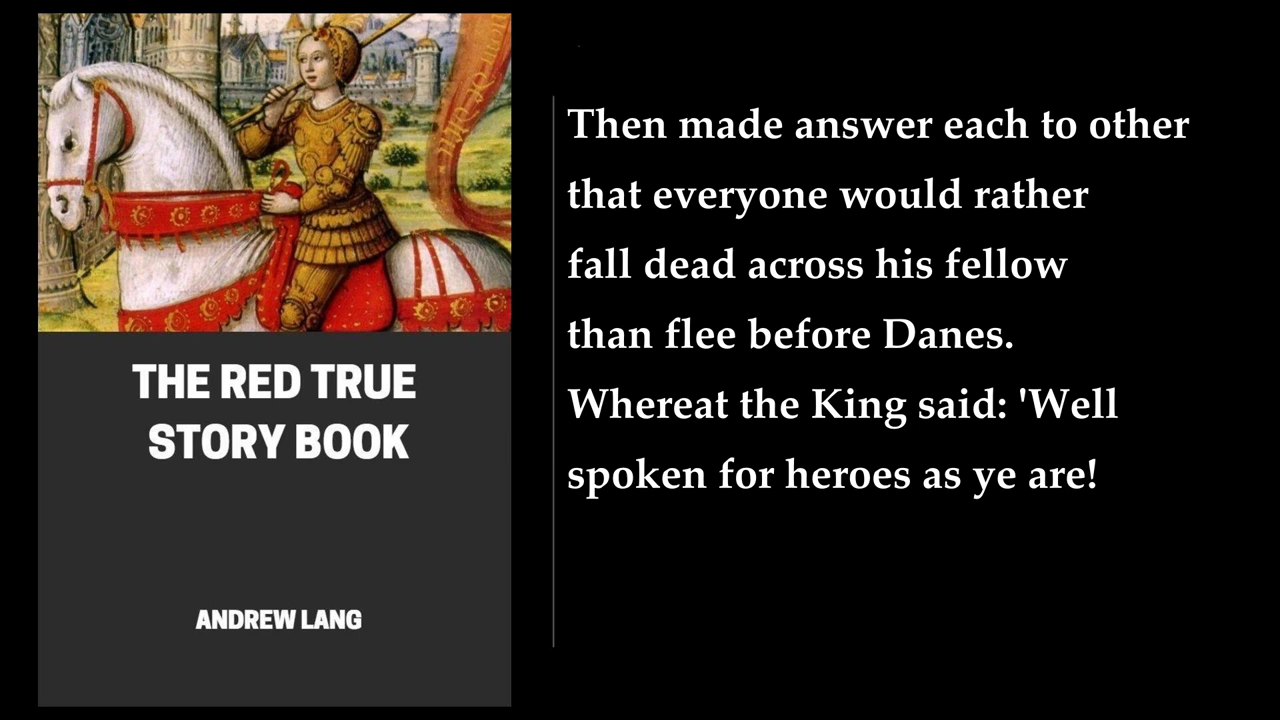 THE RED TRUE
STORY BOOK
ANDREW LANG
Then made answer each to other
that everyone would rather
fall dead across his fellow
than flee before Danes.
Whereat the King said: 'Well
spoken for heroes as ye are!